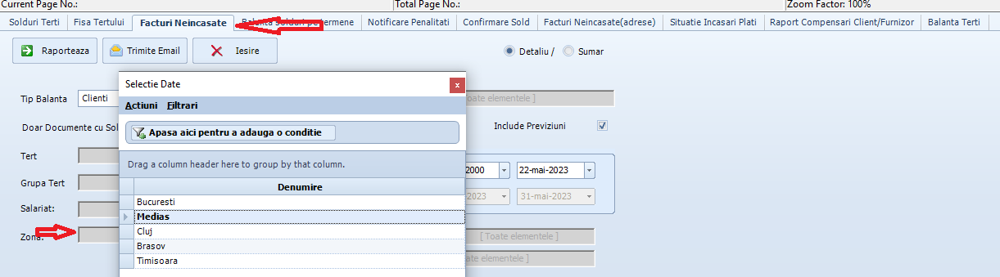 Current Page No.: Total Page No.: Zoom Factor: 100%
Solduri Terti Fisa Tertului Facturi Neincasate Balanta Solduri pe termene Notificare Penalitati Confirmare Sold Facturi Neincasate(adrese) Situatie Incasari Plati Raport Compensari Client/Furnizor Balanta Terti
Raporteaza Trimite Email Iesire Detaliu / Sumar
Selectie Date x
Tip Balanta Clienti Toate elementele ]
Actiuni Filtrari
Doar Documente cu Sol Include Previziuni
Apasa aici pentru a adauga o conditie
Tert
Drag a column header here to group by that column. 2000 22-mai-2023
Grupa Tert
Denumire
-2023 31-mai-2023
Salariat:
Bucuresti
Medias
Zona:
Cluj [ Toate elementele ]
Brasov
Timisoara ate elementele ]